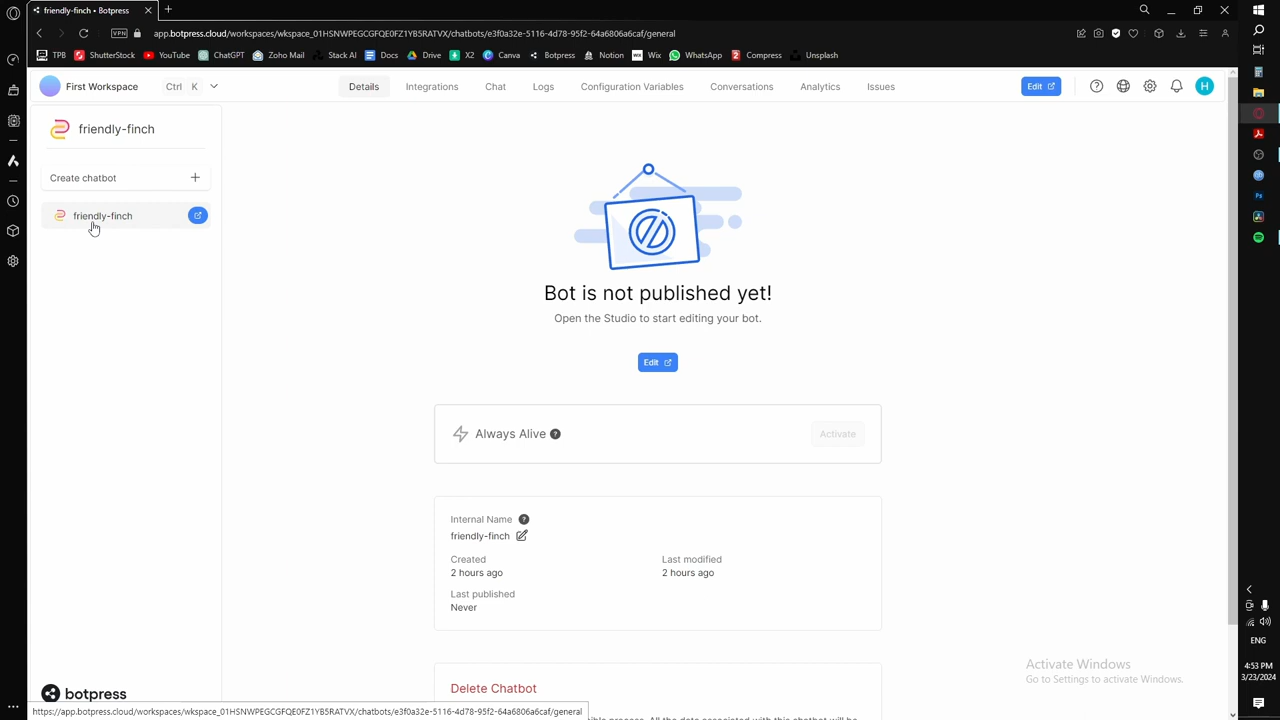 friendly-finch • Botpress
VPN
app.botpress.cloud/workspaces/wkspace_01HSNWPEGCGFQE0FZ1YB5RATVX/chatbots/e3f0a32e-5116-4d78-95f2-64a6806a6caf/general
TPB ShutterStock YouTube ChatGPT Zoho Mail Stack AI Docs Drive X2 Canva Botpress Notion Wix WhatsApp Compress Unsplash
First Workspace Ctrl K Details Integrations Chat Logs Configuration Variables Conversations Analytics Issues Edit H
friendly-finch
Create chatbot
friendly-finch
Bot is not published yet!
Open the Studio to start editing your bot.
Edit
Always Alive Activate
Internal Name
friendly-finch
Created Last modified
2 hours ago 2 hours ago
Last published
Never
Delete Chatbot
botpress
https://app.botpress.cloud/workspaces/wkspace_01HSNWPEGCGFQE0FZ1YB5RATVX/chatbots/e3f0a32e-5116-4d78-95f2-64a6806a6caf/general
Activate Windows
Go to Settings to activate Windows.
ENG
4:53 PM
3/23/2024